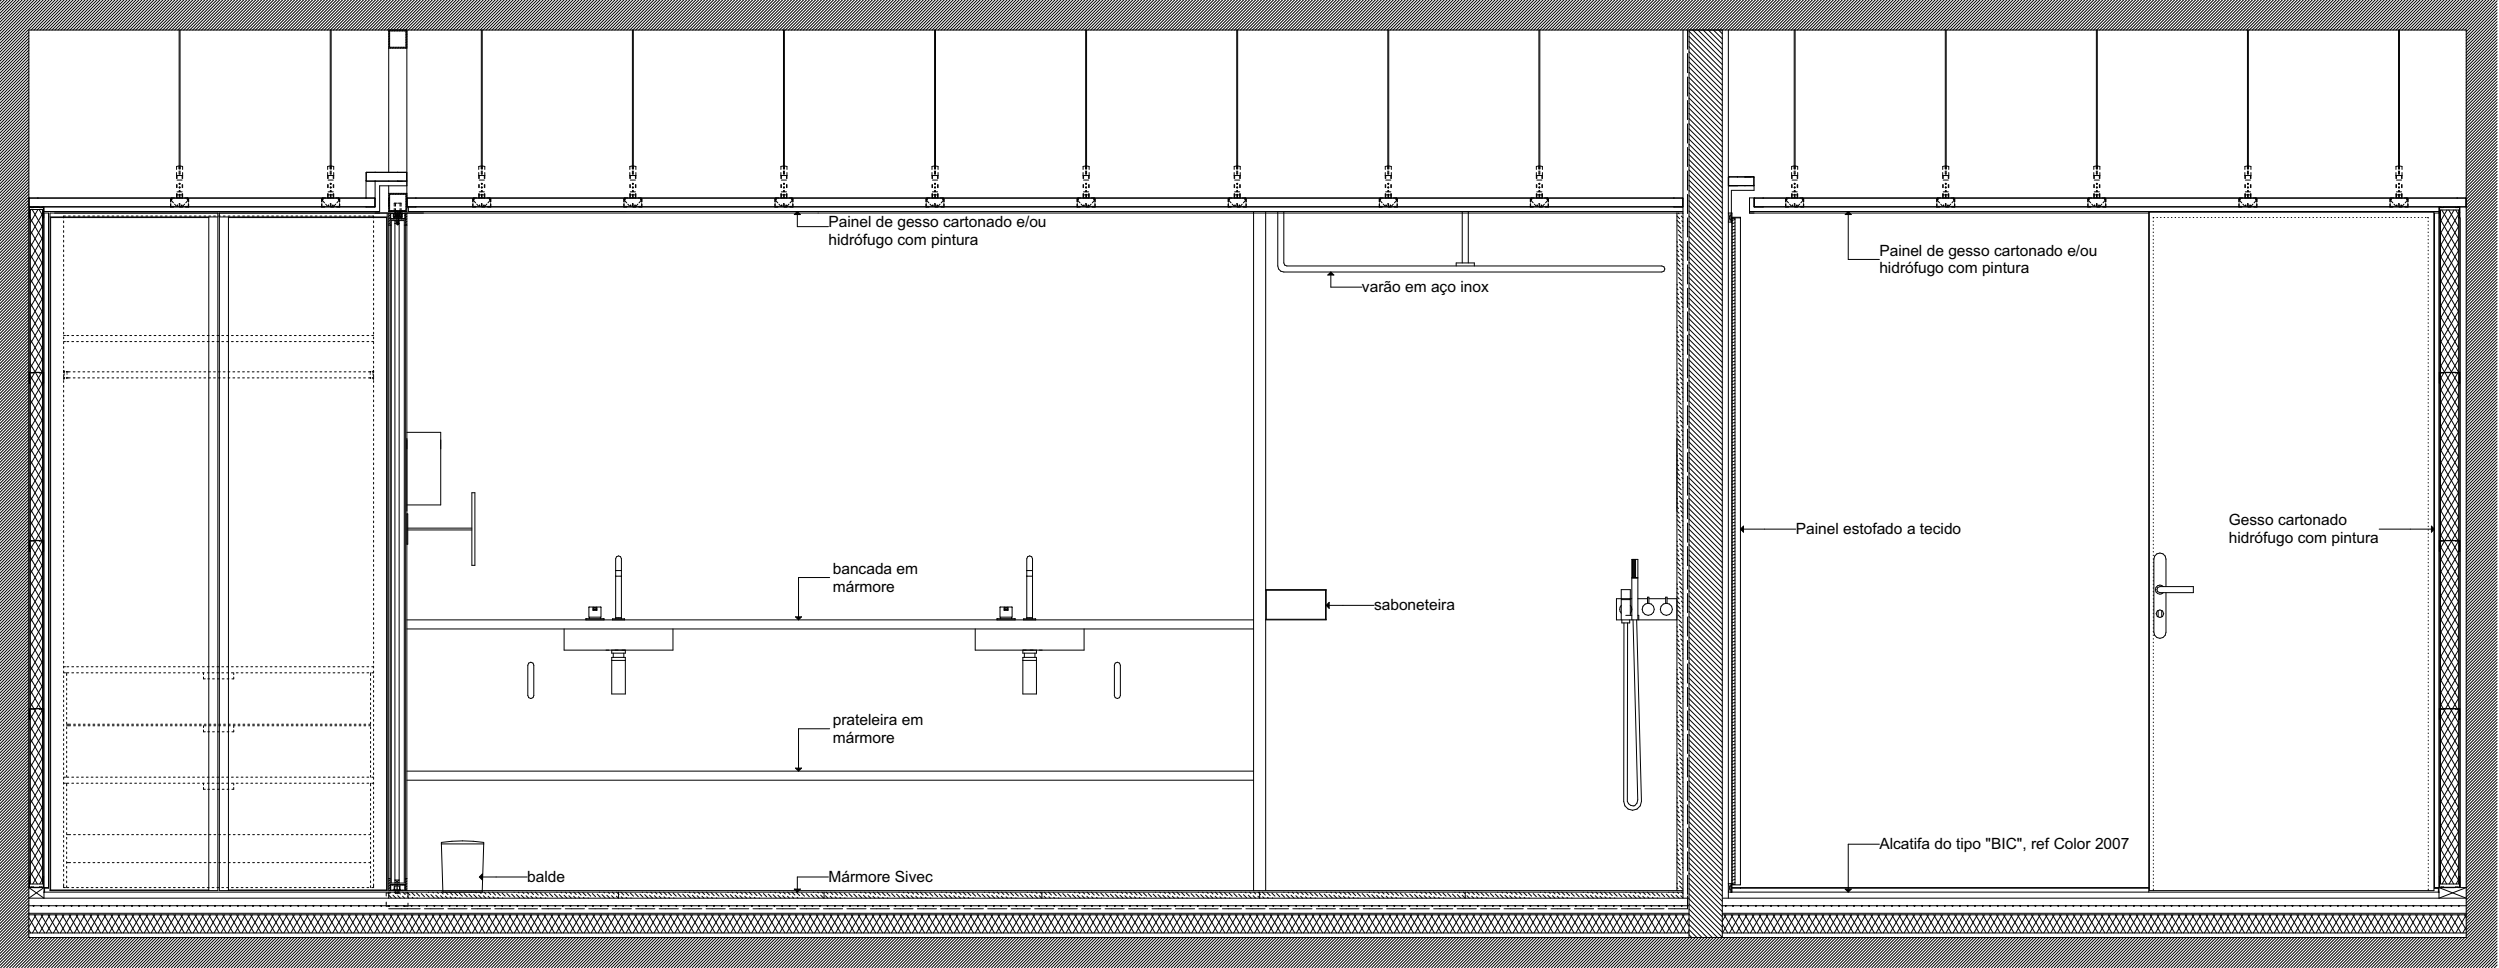 Painel de gesso cartonado e/ou
hidrófugo com pintura
Painel de gesso cartonado e/ou
hidrófugo com pintura
varão em aço inox
Painel estofado a tecido
Gesso cartonado
hidrófugo com pintura
bancada em
mármore
saboneteira
prateleira em
mármore
Alcatifa do tipo "BIC", ref Color 2007
balde
Mármore Sivec